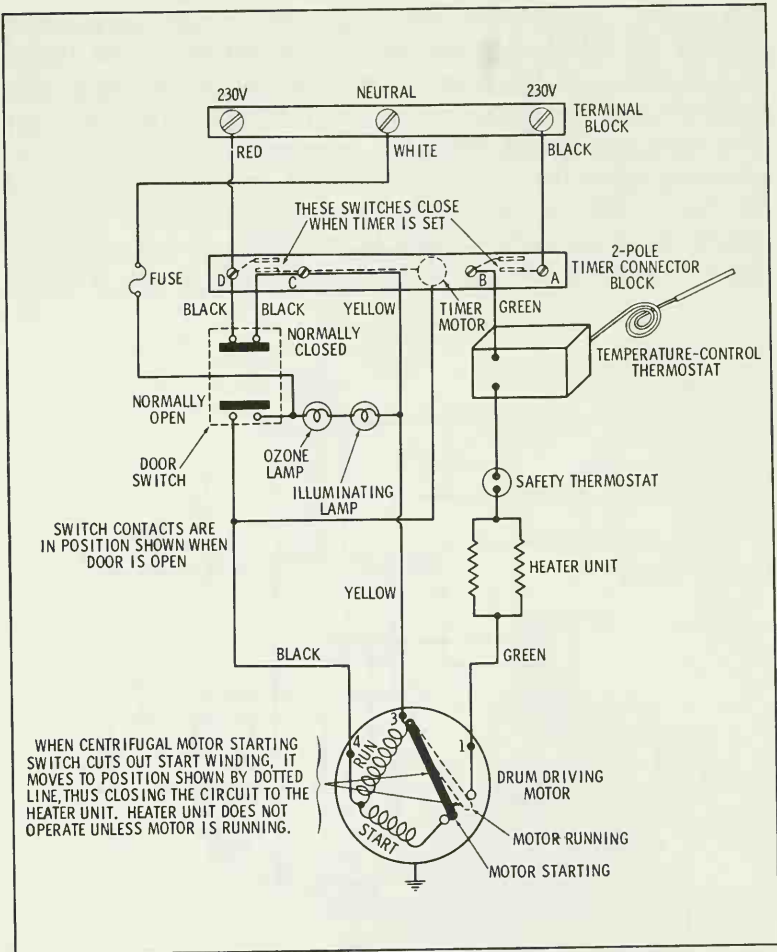 230V
NEUTRAL
230V
TERMINAL
BLOCK
RED
WHITE
BLACK
THESE SWITCHES CLOSE
WHEN TIMER IS SET
2-POLE
TIMER CONNECTOR
BLOCK
FUSE
D
C
B
A
BLACK
BLACK
YELLOW
TIMER
MOTOR
GREEN
NORMALLY
CLOSED
TEMPERATURE-CONTROL
THERMOSTAT
NORMALLY
OPEN
DOOR
SWITCH
OZONE
LAMP
ILLUMINATING
LAMP
SAFETY THERMOSTAT
SWITCH CONTACTS ARE
IN POSITION SHOWN WHEN
DOOR IS OPEN
HEATER UNIT
YELLOW
BLACK
GREEN
WHEN CENTRIFUGAL MOTOR STARTING
SWITCH CUTS OUT START WINDING, IT
MOVES TO POSITION SHOWN BY DOTTED
LINE, THUS CLOSING THE CIRCUIT TO THE
HEATER UNIT. HEATER UNIT DOES NOT
OPERATE UNLESS MOTOR IS RUNNING.
3
4
1
RUN
START
DRUM DRIVING
MOTOR
MOTOR RUNNING
MOTOR STARTING